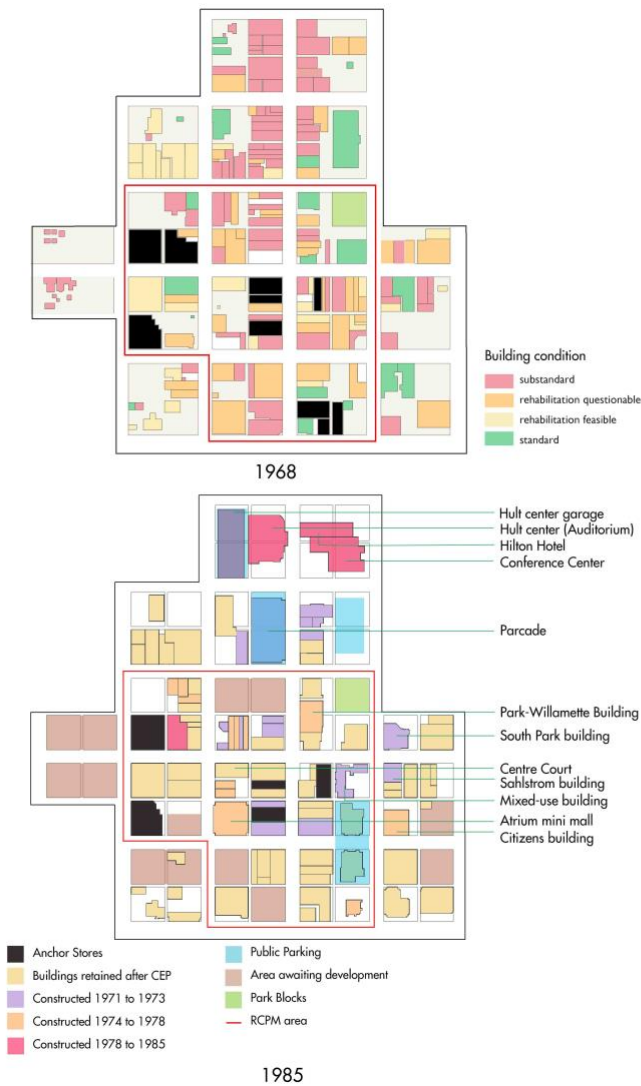 Building condition
substandard
rehabilitation questionable
rehabilitation feasible
standard
1968
Hult center garage
Hult center (Auditorium)
Hilton Hotel
Conference Center
Parcade
Park-Willamette Building
South Park building
Centre Court
Sahlstrom building
Mixed-use building
Atrium mini mall
Citizens building
Anchor Stores
Buildings retained after CEP
Constructed 1971 to 1973
Constructed 1974 to 1978
Constructed 1978 to 1985
Public Parking
Area awaiting development
Park Blocks
RCPM area
1985